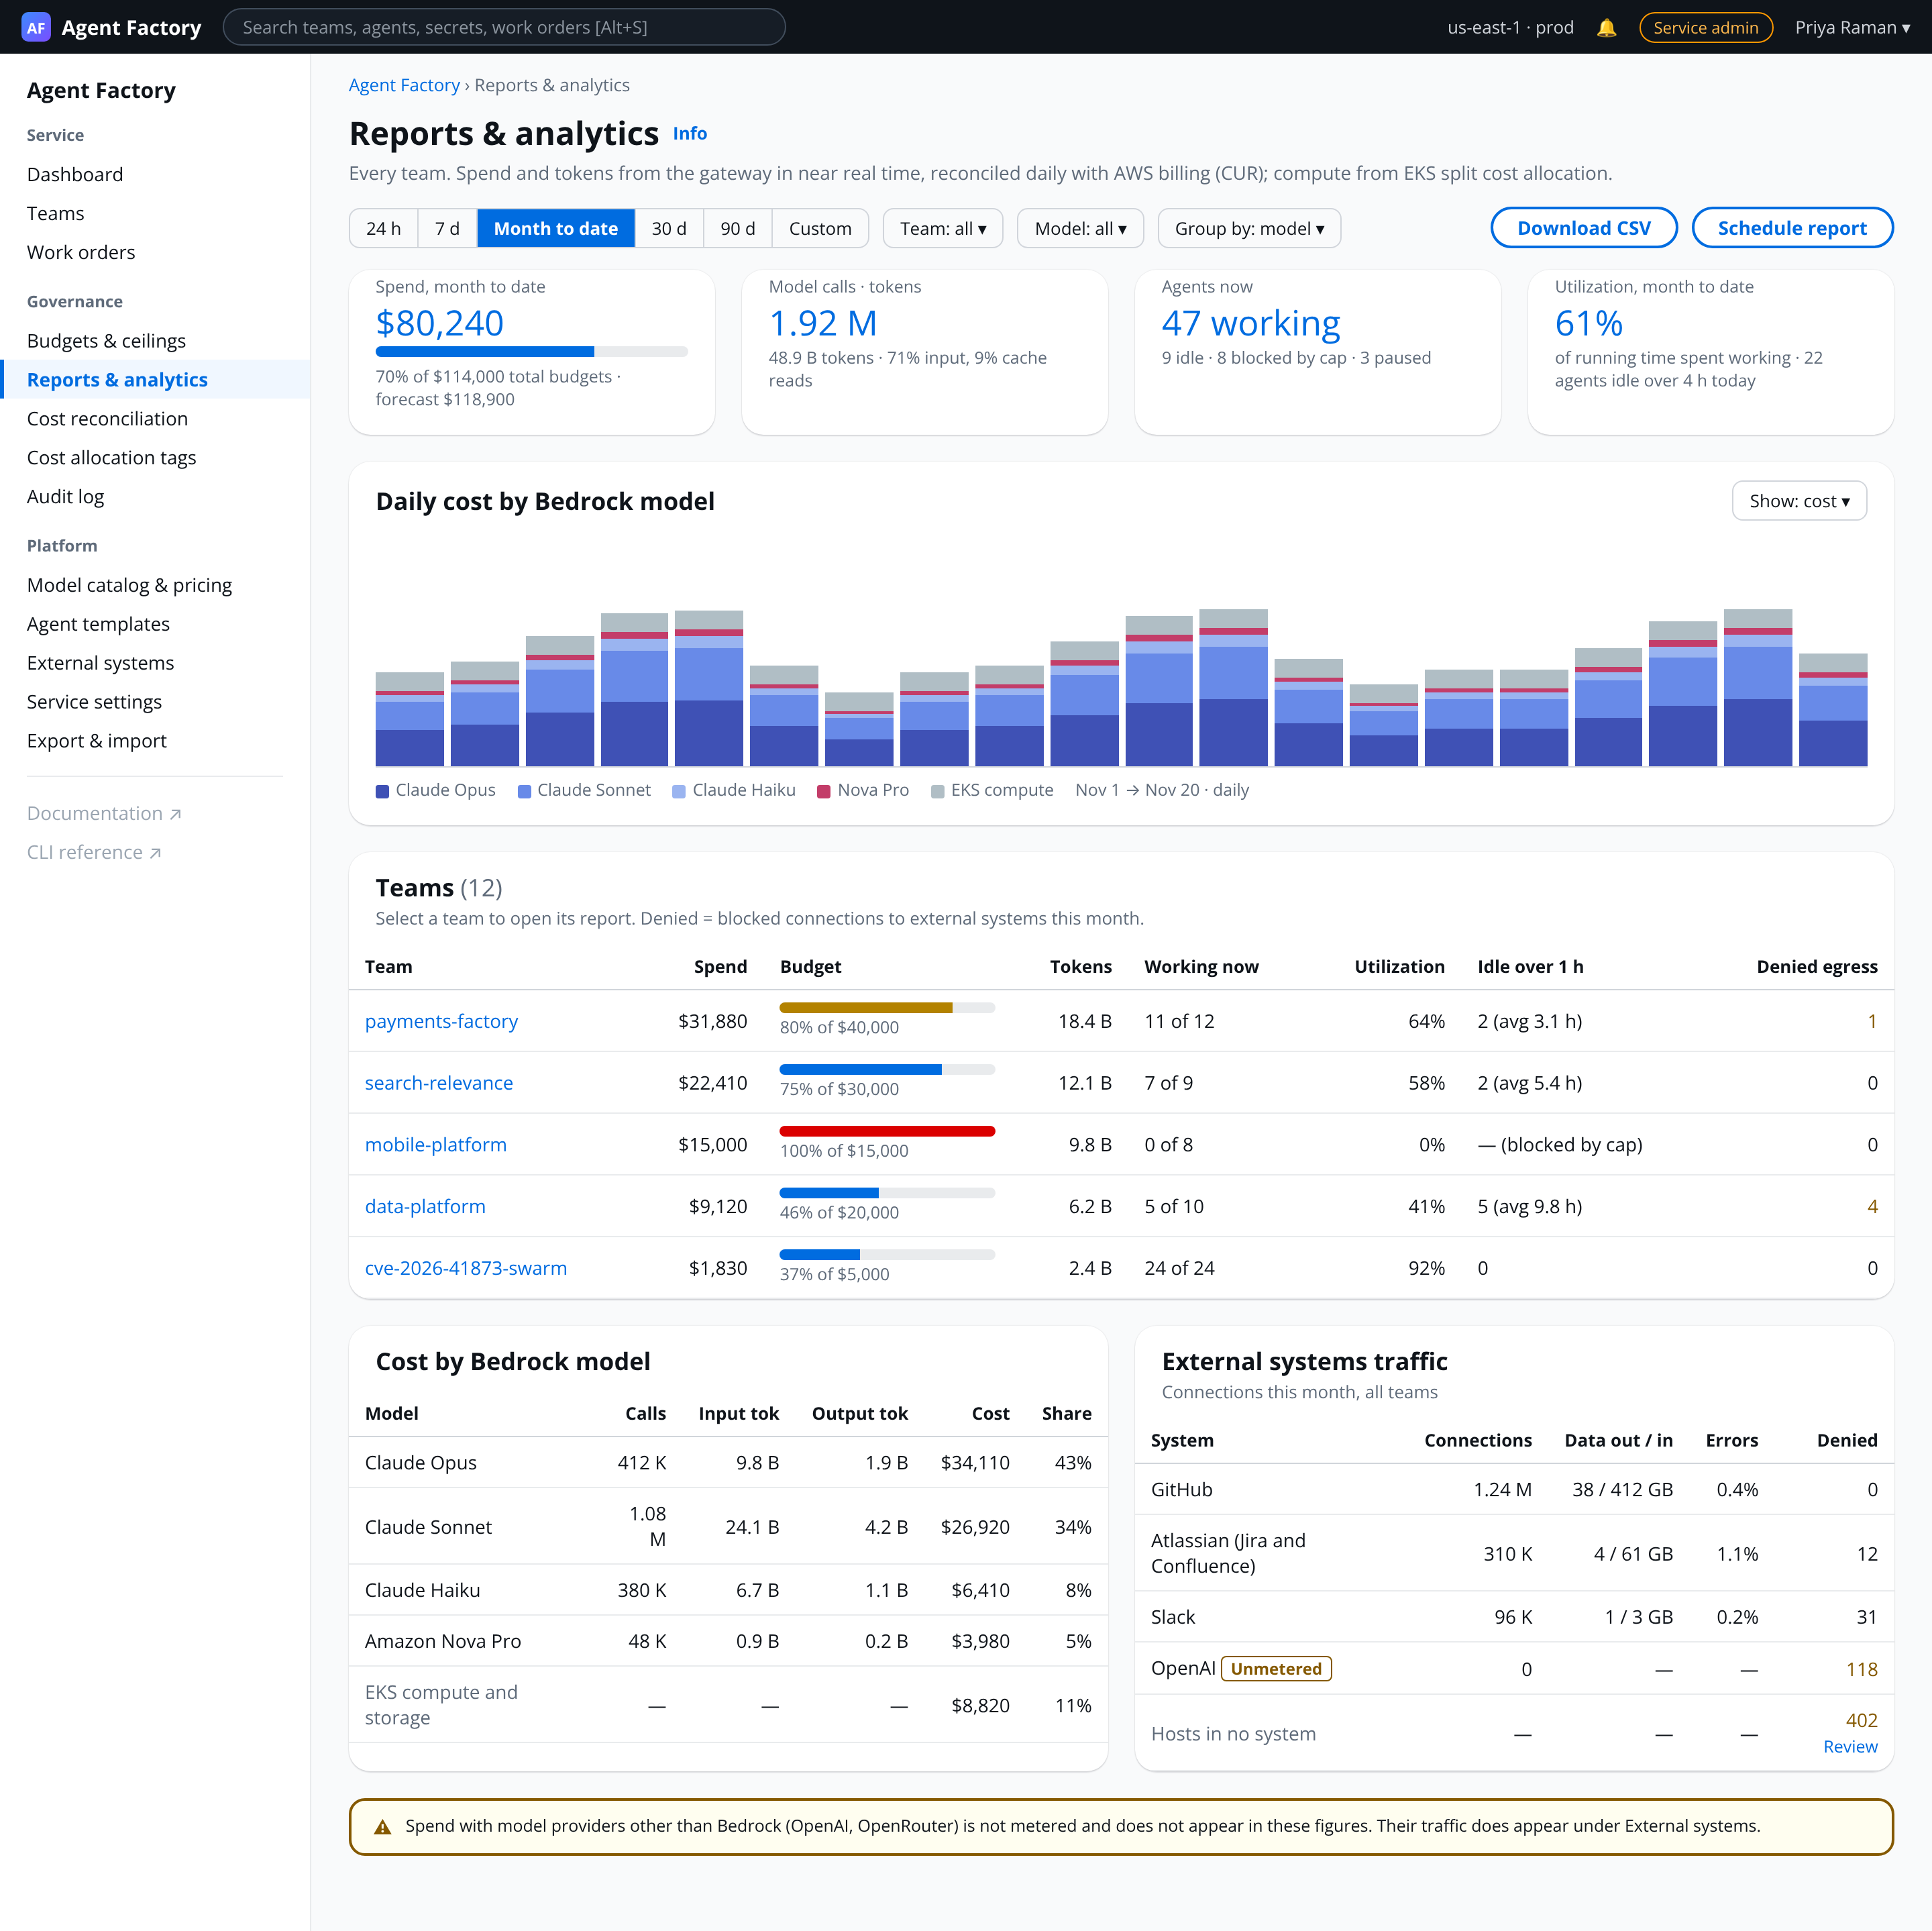 AF Agent Factory
Search teams, agents, secrets, work orders [Alt+S]
us-east-1 · prod
Service admin
Priya Raman ▾
Agent Factory
Service
Dashboard
Teams
Work orders
Governance
Budgets & ceilings
Reports & analytics
Cost reconciliation
Cost allocation tags
Audit log
Platform
Model catalog & pricing
Agent templates
External systems
Service settings
Export & import
Documentation ↗
CLI reference ↗
Agent Factory › Reports & analytics
Reports & analytics Info
Every team. Spend and tokens from the gateway in near real time, reconciled daily with AWS billing (CUR); compute from EKS split cost allocation.
24 h 7 d Month to date 30 d 90 d Custom Team: all ▾ Model: all ▾ Group by: model ▾ Download CSV Schedule report
Spend, month to date
$80,240
70% of $114,000 total budgets ·
forecast $118,900
Model calls · tokens
1.92 M
48.9 B tokens · 71% input, 9% cache
reads
Agents now
47 working
9 idle · 8 blocked by cap · 3 paused
Utilization, month to date
61%
of running time spent working · 22
agents idle over 4 h today
Daily cost by Bedrock model
Show: cost ▾
Claude Opus Claude Sonnet Claude Haiku Nova Pro EKS compute Nov 1 → Nov 20 · daily
Teams (12)
Select a team to open its report. Denied = blocked connections to external systems this month.
Team Spend Budget Tokens Working now Utilization Idle over 1 h Denied egress
payments-factory $31,880 80% of $40,000 18.4 B 11 of 12 64% 2 (avg 3.1 h) 1
search-relevance $22,410 75% of $30,000 12.1 B 7 of 9 58% 2 (avg 5.4 h) 0
mobile-platform $15,000 100% of $15,000 9.8 B 0 of 8 0% — (blocked by cap) 0
data-platform $9,120 46% of $20,000 6.2 B 5 of 10 41% 5 (avg 9.8 h) 4
cve-2026-41873-swarm $1,830 37% of $5,000 2.4 B 24 of 24 92% 0 0
Cost by Bedrock model
Model Calls Input tok Output tok Cost Share
Claude Opus 412 K 9.8 B 1.9 B $34,110 43%
Claude Sonnet 1.08 M 24.1 B 4.2 B $26,920 34%
Claude Haiku 380 K 6.7 B 1.1 B $6,410 8%
Amazon Nova Pro 48 K 0.9 B 0.2 B $3,980 5%
EKS compute and
storage — — — $8,820 11%
External systems traffic
Connections this month, all teams
System Connections Data out / in Errors Denied
GitHub 1.24 M 38 / 412 GB 0.4% 0
Atlassian (Jira and
Confluence) 310 K 4 / 61 GB 1.1% 12
Slack 96 K 1 / 3 GB 0.2% 31
OpenAI Unmetered 0 — — 118
Hosts in no system — — — 402
Review
Spend with model providers other than Bedrock (OpenAI, OpenRouter) is not metered and does not appear in these figures. Their traffic does appear under External systems.